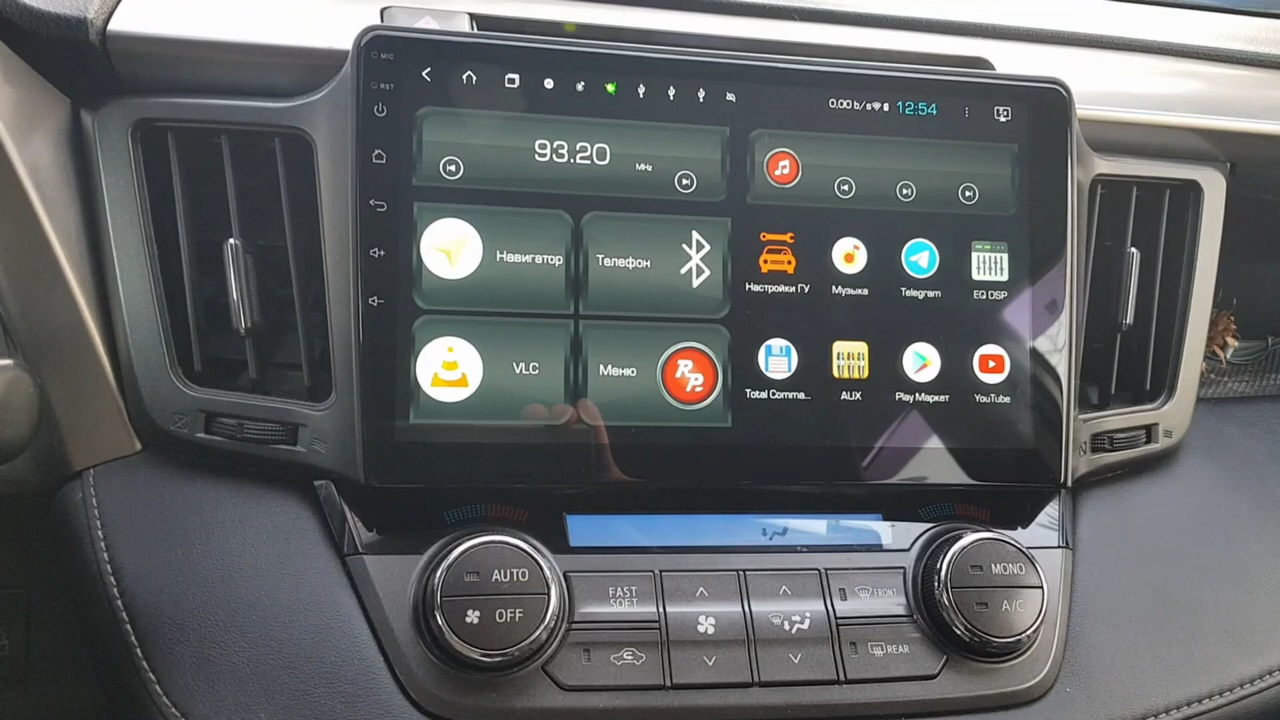 MIC
RST
0.00 b/s
12:54
93.20
MHz
Навигатор
Телефон
VLC
Меню
RP
Настройки ГУ
Музыка
Telegram
EQ DSP
Total Comma...
AUX
Play Маркет
YouTube
AUTO
OFF
FAST
SOFT
FRONT
REAR
MONO
A/C